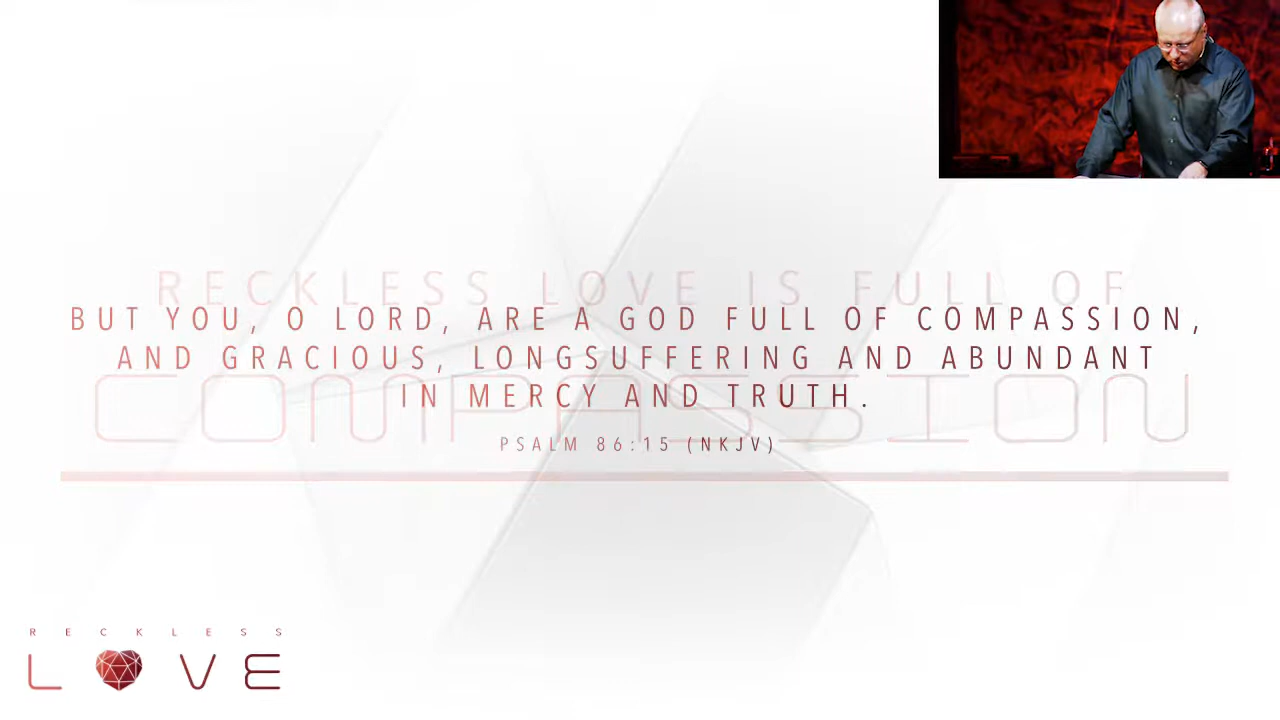 RECKLESS LOVE IS FULL OF
BUT YOU, O LORD, ARE A GOD FULL OF COMPASSION,
AND GRACIOUS, LONGSUFFERING AND ABUNDANT
IN MERCY AND TRUTH.
COMPASSION
PSALM 86:15 (NKJV)
RECKLESS
LOVE